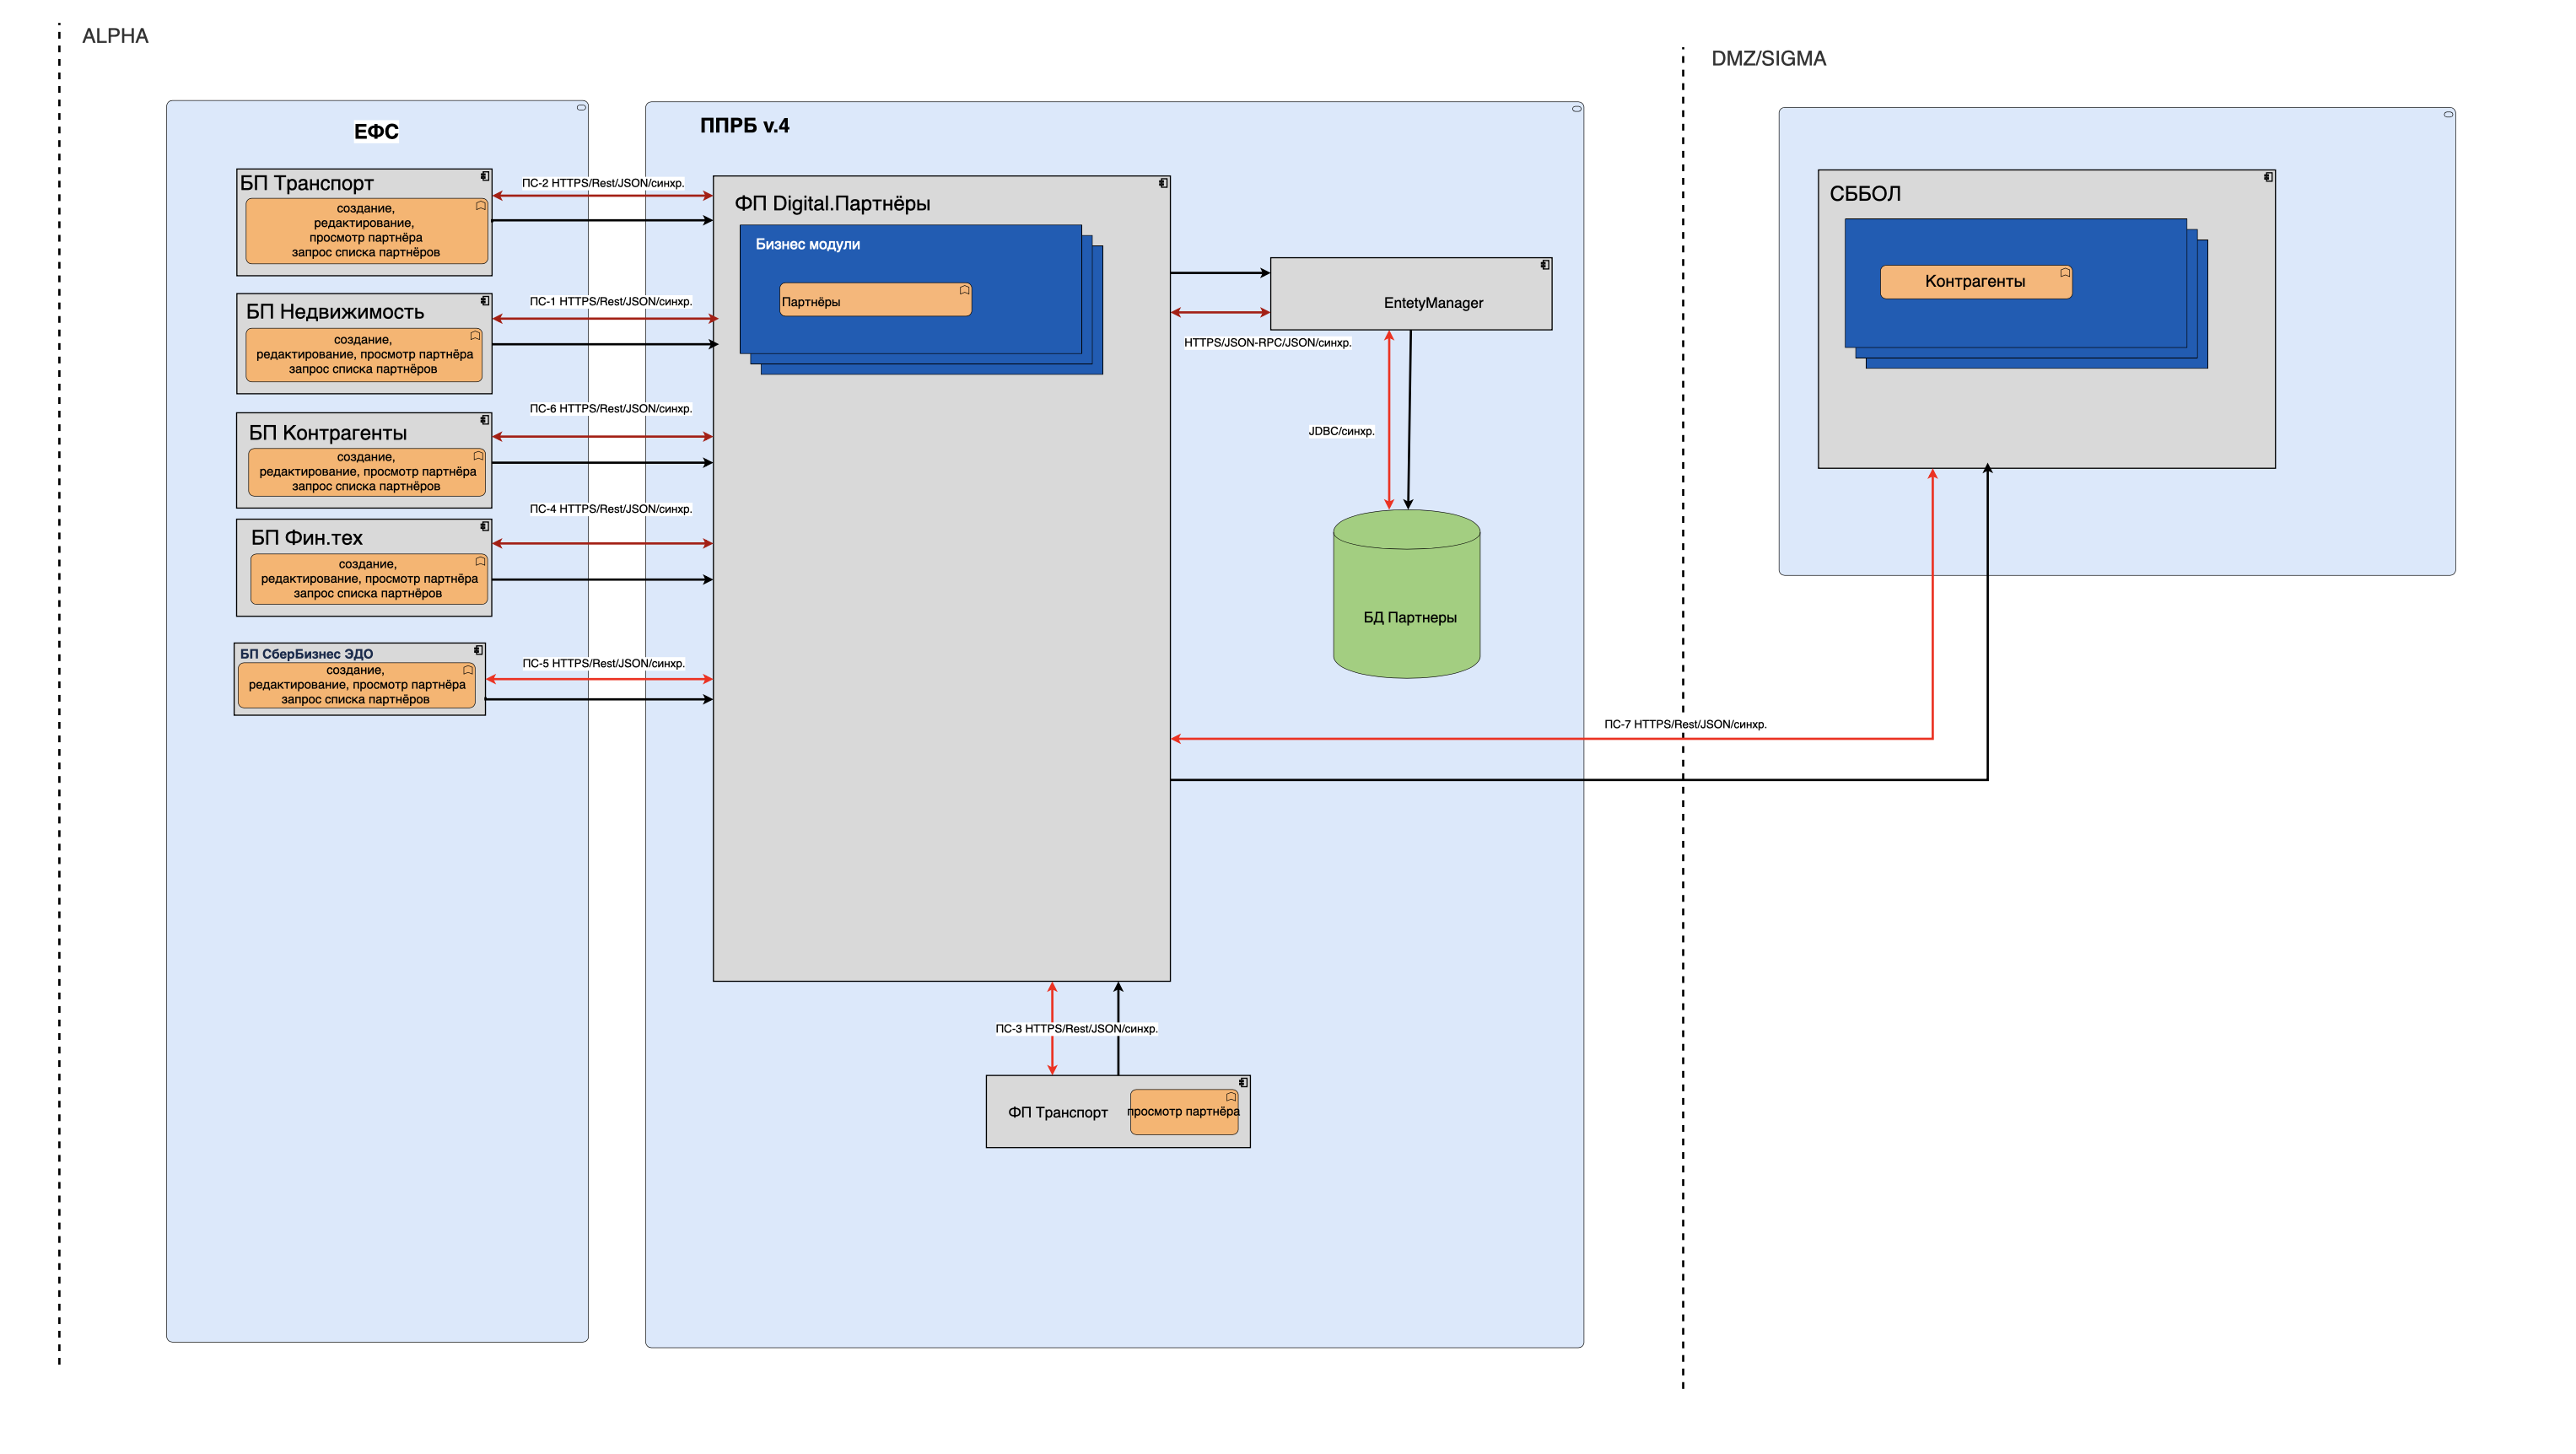 ALPHA
DMZ/SIGMA
ЕФС
БП Транспорт
создание,
редактирование,
просмотр партнёра
запрос списка партнёров
БП Недвижимость
создание,
редактирование, просмотр партнёра
запрос списка партнёров
БП Контрагенты
создание,
редактирование, просмотр партнёра
запрос списка партнёров
БП Фин.тех
создание,
редактирование, просмотр партнёра
запрос списка партнёров
БП СберБизнес ЭДО
создание,
редактирование, просмотр партнёра
запрос списка партнёров
ПС-2 HTTPS/Rest/JSON/синхр.
ПС-1 HTTPS/Rest/JSON/синхр.
ПС-6 HTTPS/Rest/JSON/синхр.
ПС-4 HTTPS/Rest/JSON/синхр.
ПС-5 HTTPS/Rest/JSON/синхр.
ППРБ v.4
ФП Digital.Партнёры
Бизнес модули
Партнёры
EntetyManager
HTTPS/JSON-RPC/JSON/синхр.
JDBC/синхр.
БД Партнеры
ПС-7 HTTPS/Rest/JSON/синхр.
ПС-3 HTTPS/Rest/JSON/синхр.
ФП Транспорт
просмотр партнёра
СББОЛ
Контрагенты